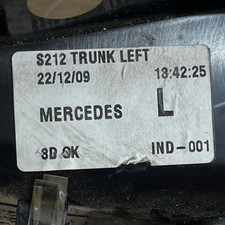 S212 TRUNK LEFT
22/12/09 13:42:25
MERCEDES L
3D OK IND-001